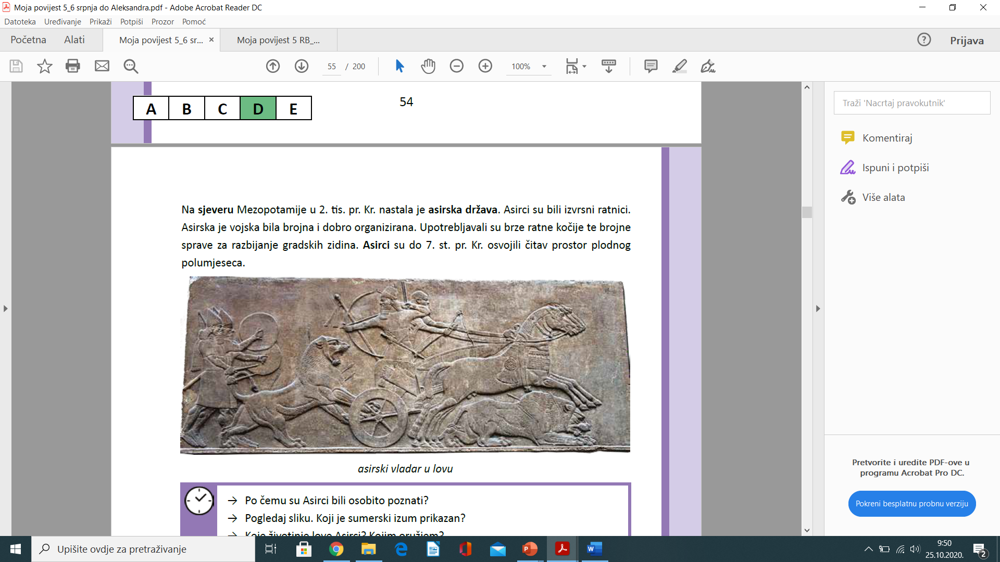 Moja povijest 5_6 srpnja do Aleksandra.pdf - Adobe Acrobat Reader DC
Datoteka Uređivanje Prikaži Potpiši Prozor Pomoć
Početna Alati Moja povijest 5_6 sr... × Moja povijest 5 RB_... ? Prijava
55 / 200 100%
A B C D E
54
Na sjeveru Mezopotamije u 2. tis. pr. Kr. nastala je asirska država. Asirci su bili izvrsni ratnici.
Asirska je vojska bila brojna i dobro organizirana. Upotrebljavali su brze ratne kočije te brojne
sprave za razbijanje gradskih zidina. Asirci su do 7. st. pr. Kr. osvojili čitav prostor plodnog
polumjeseca.
asirski vladar u lovu
→ Po čemu su Asirci bili osobito poznati?
→ Pogledaj sliku. Koji je sumerski izum prikazan?
→ Koje životinje love Asirci? Kojim oružjem?
Traži 'Nacrtaj pravokutnik'
Komentiraj
Ispuni i potpiši
Više alata
Pretvorite i uredite PDF-ove u
programu Acrobat Pro DC.
Pokreni besplatnu probnu verziju
Upišite ovdje za pretraživanje
9:50
25.10.2020.
2